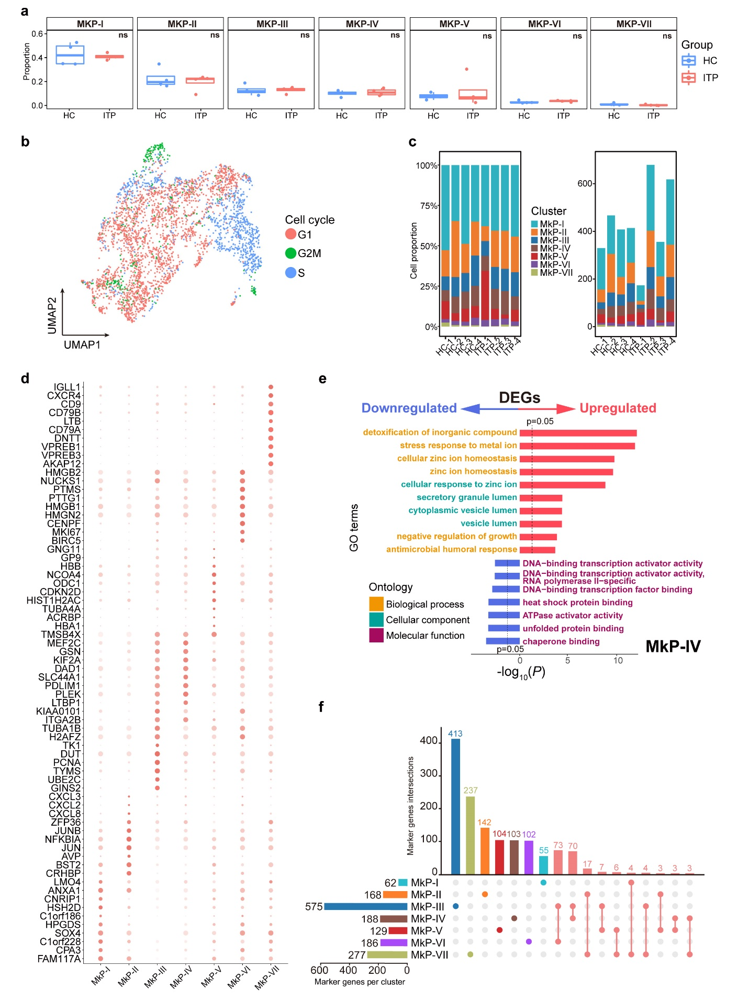 a
MKP-I
MKP-II
MKP-III
MKP-IV
MKP-V
MKP-VI
MKP-VII
ns
ns
ns
ns
ns
ns
ns
Proportion
0.6
0.4
0.2
0.0
HC
ITP
HC
ITP
HC
ITP
HC
ITP
HC
ITP
HC
ITP
HC
ITP
Group
HC
ITP
b
Cell cycle
G1
G2M
S
UMAP2
UMAP1
c
Cell proportion
100%
75%
50%
25%
0%
HC-1
HC-2
HC-3
HC-4
ITP-1
ITP-2
ITP-3
ITP-4
Cluster
MkP-I
MkP-II
MkP-III
MkP-IV
MkP-V
MkP-VI
MkP-VII
600
400
200
0
HC-1
HC-2
HC-3
HC-4
ITP-1
ITP-2
ITP-3
ITP-4
d
IGLL1
CXCR4
CD9
CD79B
LTB
CD79A
DNTT
VPREB1
VPREB3
AKAP12
HMGB2
NUCKS1
PTMS
PTTG1
HMGB1
HMGN2
CENPF
MKI67
BIRC5
GNG11
GP9
HBB
NCOA4
ODC1
CDKN2D
HIST1H2AC
TUBA4A
ACRBP
HBA1
TMSB4X
MEF2C
GSN
KIF2A
DAD1
SLC44A1
PDLIM1
PLEK
LTBP1
KIAA0101
ITGA2B
TUBA1B
H2AFZ
TK1
DUT
PCNA
TYMS
UBE2C
GINS2
CXCL3
CXCL2
CXCL8
ZFP36
JUNB
NFKBIA
JUN
AVP
BST2
CRHBP
LMO4
ANXA1
CNRIP1
HSH2D
C1orf186
HPGDS
SOX4
C1orf228
CPA3
FAM117A
MkP-I
MkP-II
MkP-III
MkP-IV
MkP-V
MkP-VI
MkP-VII
e
DEGs
Downregulated
Upregulated
p=0.05
GO terms
detoxification of inorganic compound
stress response to metal ion
cellular zinc ion homeostasis
zinc ion homeostasis
cellular response to zinc ion
secretory granule lumen
cytoplasmic vesicle lumen
vesicle lumen
negative regulation of growth
antimicrobial humoral response
DNA−binding transcription activator activity
DNA−binding transcription activator activity,
RNA polymerase II−specific
DNA−binding transcription factor binding
heat shock protein binding
ATPase activator activity
unfolded protein binding
chaperone binding
Ontology
Biological process
Cellular component
Molecular function
p=0.05
MkP-IV
0
5
10
-log10(P)
f
Marker genes intersections
400
300
200
100
0
413
237
142
104
103
102
55
73
70
17
7
6
4
4
3
3
3
62 MkP-I
168 MkP-II
575 MkP-III
188 MkP-IV
129 MkP-V
186 MkP-VI
277 MkP-VII
600 400 200 0
Marker genes per cluster